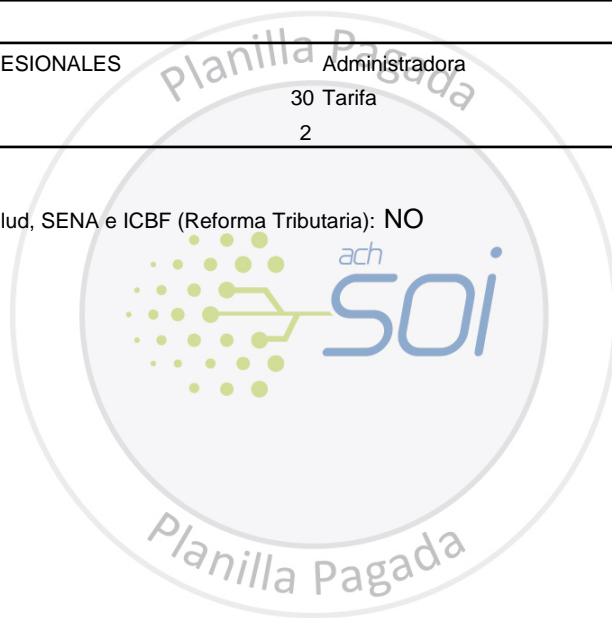 Planilla Pagada
ESIONALES Administradora
30 Tarifa
2
lud, SENA e ICBF (Reforma Tributaria): NO
ach
SOI
Planilla Pagada